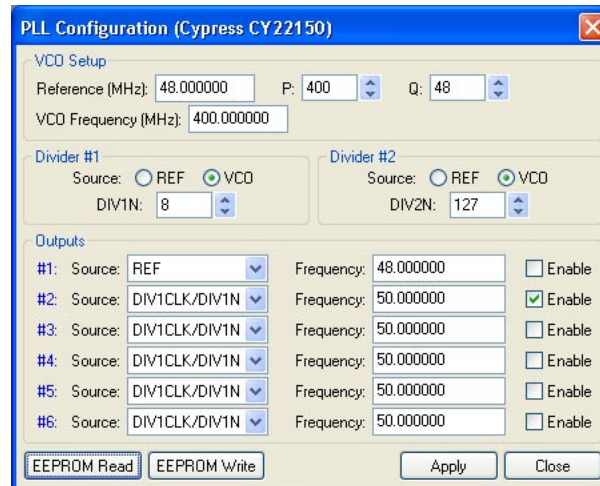 PLL Configuration (Cypress CY22150)
VCO Setup
Reference (MHz): 48.000000 P: 400 Q: 48
VCO Frequency (MHz): 400.000000
Divider #1 Divider #2
Source: REF VCO Source: REF VCO
DIV1N: 8 DIV2N: 127
Outputs
#1: Source: REF Frequency: 48.000000 Enable
#2: Source: DIV1CLK/DIV1N Frequency: 50.000000 Enable
#3: Source: DIV1CLK/DIV1N Frequency: 50.000000 Enable
#4: Source: DIV1CLK/DIV1N Frequency: 50.000000 Enable
#5: Source: DIV1CLK/DIV1N Frequency: 50.000000 Enable
#6: Source: DIV1CLK/DIV1N Frequency: 50.000000 Enable
EEPROM Read EEPROM Write Apply Close